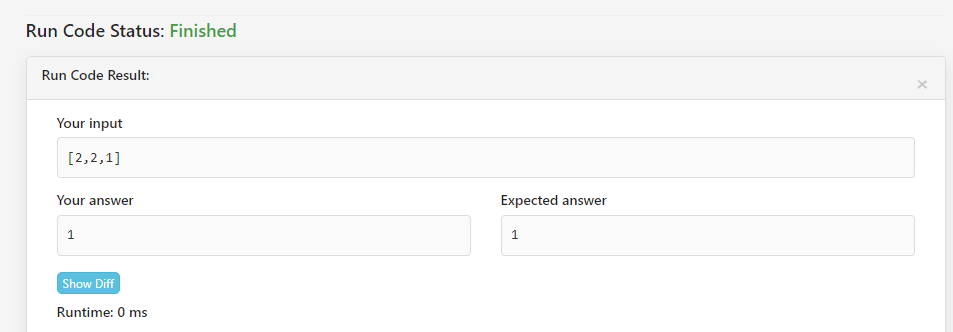 Run Code Status: Finished
Run Code Result:
×
Your input
[2,2,1]
Your answer
Expected answer
1
1
Show Diff
Runtime: 0 ms